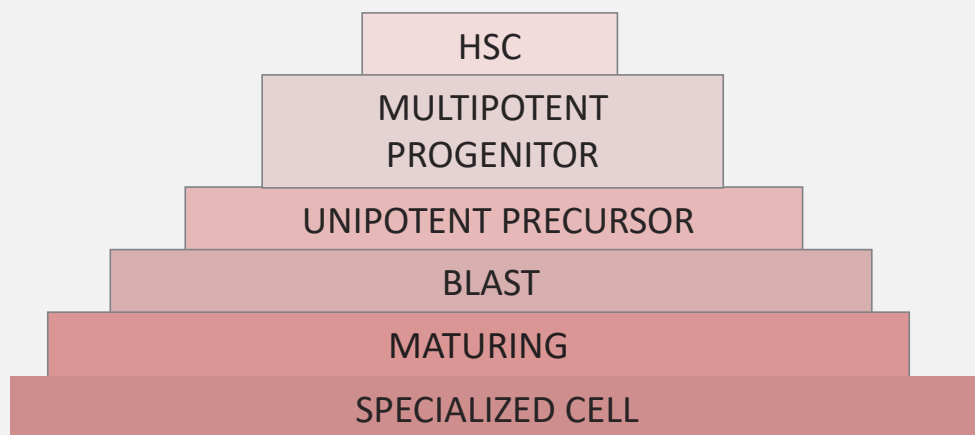 HSC
MULTIPOTENT
PROGENITOR
UNIPOTENT PRECURSOR
BLAST
MATURING
SPECIALIZED CELL